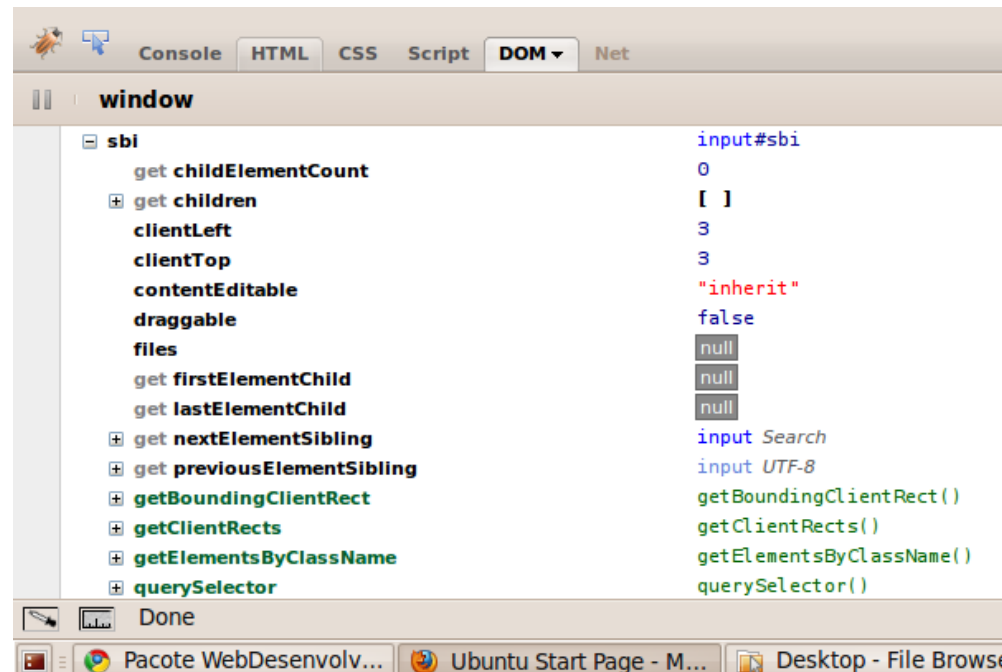 Console HTML CSS Script DOM Net
window
sbi input#sbi
get childElementCount 0
get children [ ]
clientLeft 3
clientTop 3
contentEditable "inherit"
draggable false
files null
get firstElementChild null
get lastElementChild null
get nextElementSibling input Search
get previousElementSibling input UTF-8
getBoundingClientRect getBoundingClientRect()
getClientRects getClientRects()
getElementsByClassName getElementsByClassName()
querySelector querySelector()
Done
Pacote WebDesenvolv... Ubuntu Start Page - M... Desktop - File Browse